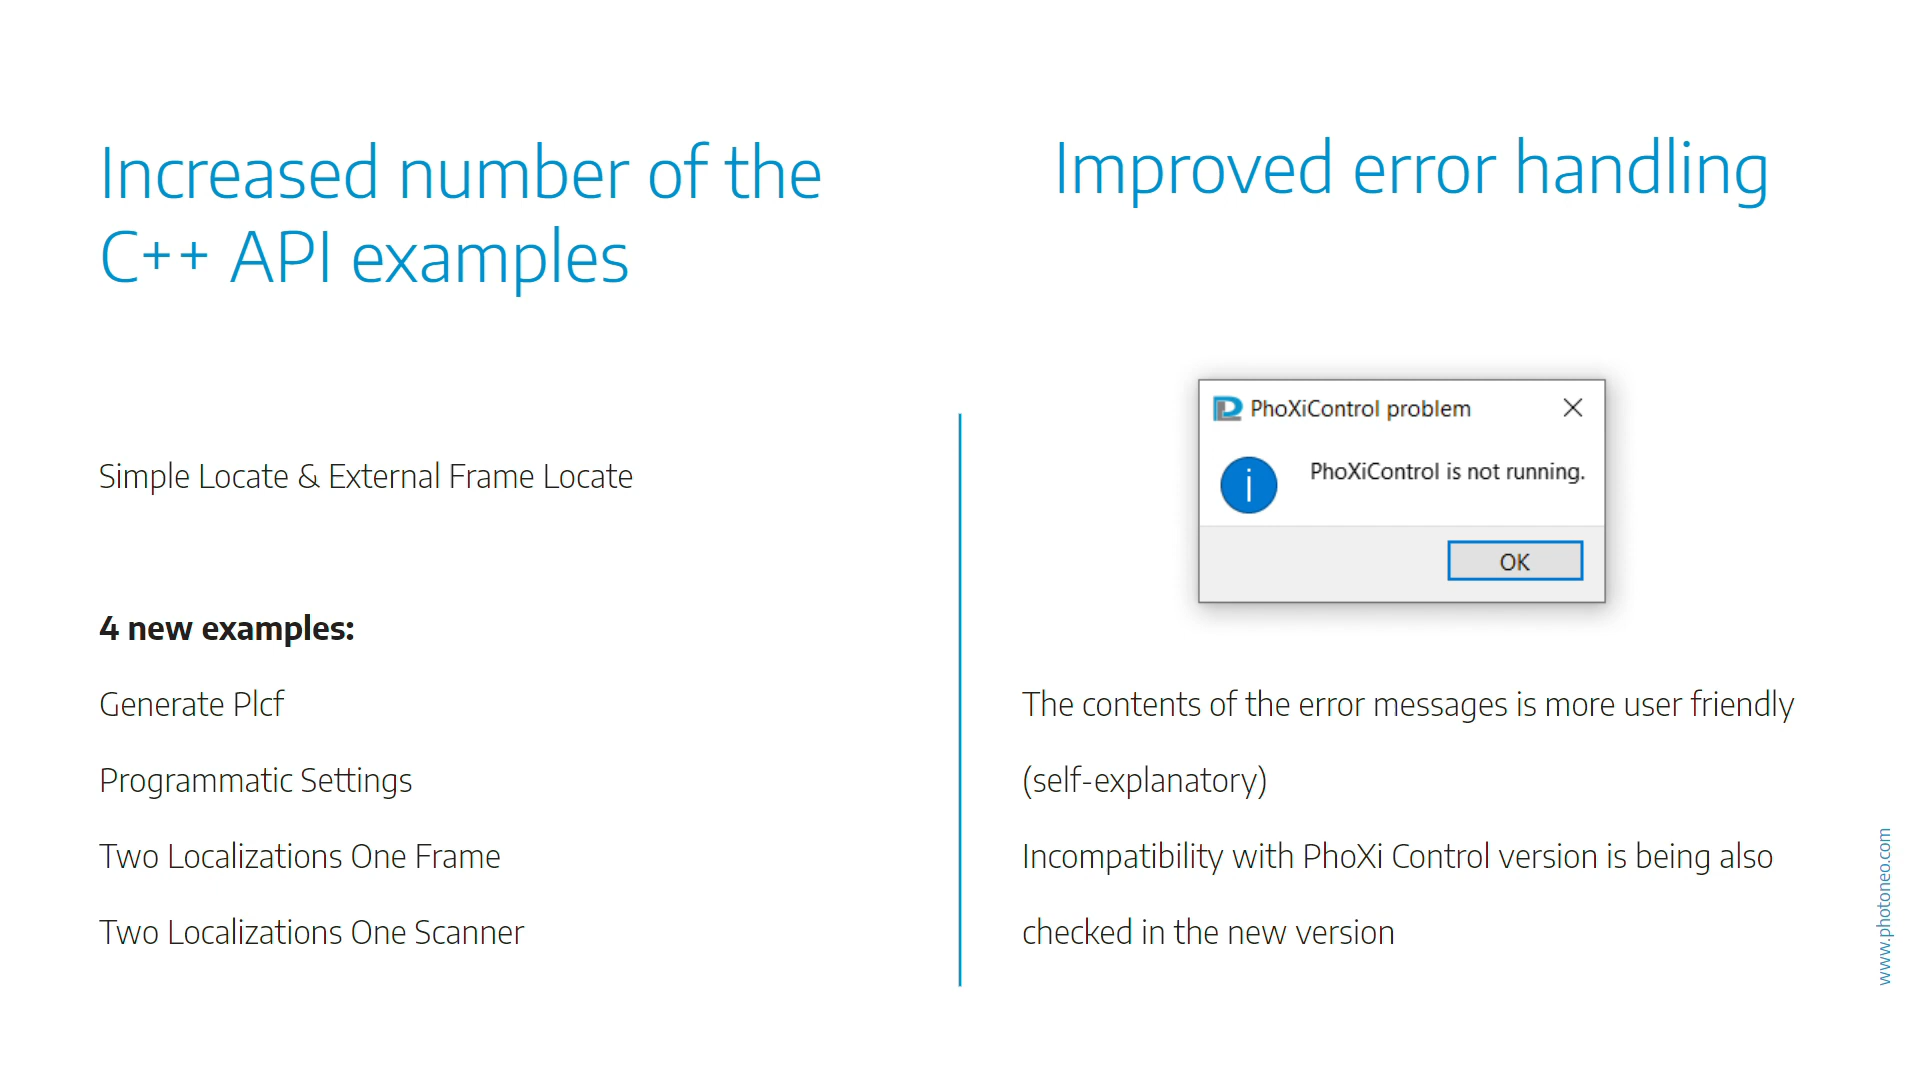 Increased number of the
C++ API examples
Simple Locate & External Frame Locate
4 new examples:
Generate Plcf
Programmatic Settings
Two Localizations One Frame
Two Localizations One Scanner
Improved error handling
PhoXiControl problem
PhoXiControl is not running.
OK
The contents of the error messages is more user friendly
(self-explanatory)
Incompatibility with PhoXi Control version is being also
checked in the new version
www.photoneo.com